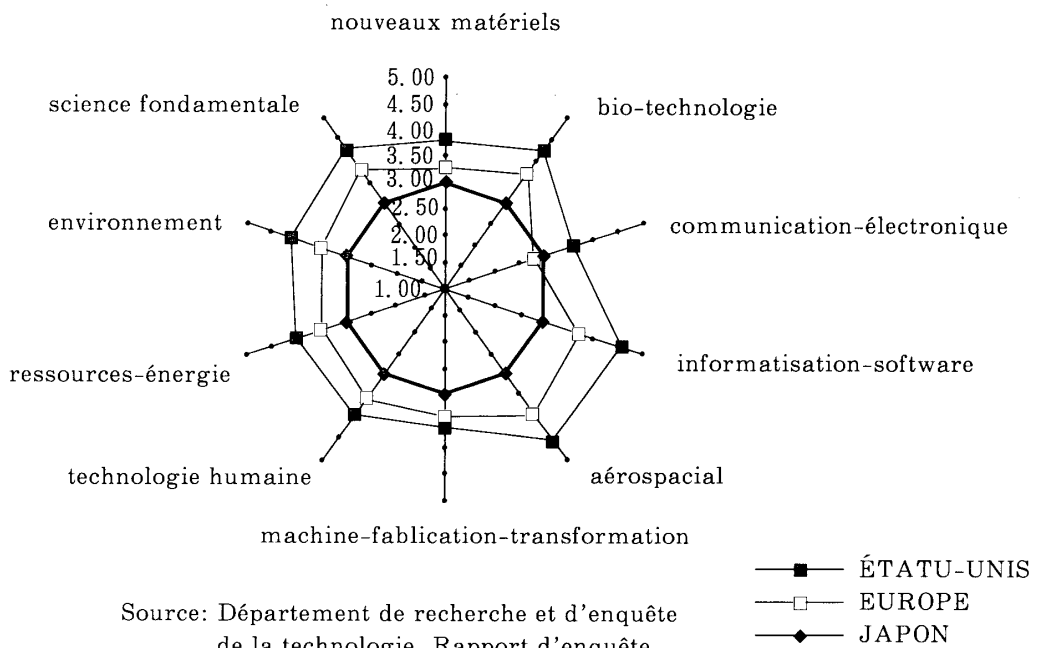 nouveaux matériels
5.00
4.50
4.00
3.50
3.00
2.50
2.00
1.50
1.00
science fondamentale
bio-technologie
environnement
communication-électronique
ressources-énergie
informatisation-software
technologie humaine
aérospacial
machine-fablication-transformation
ÉTATU-UNIS
EUROPE
JAPON
Source: Département de recherche et d'enquête
de la technologie, Rapport d'enquête